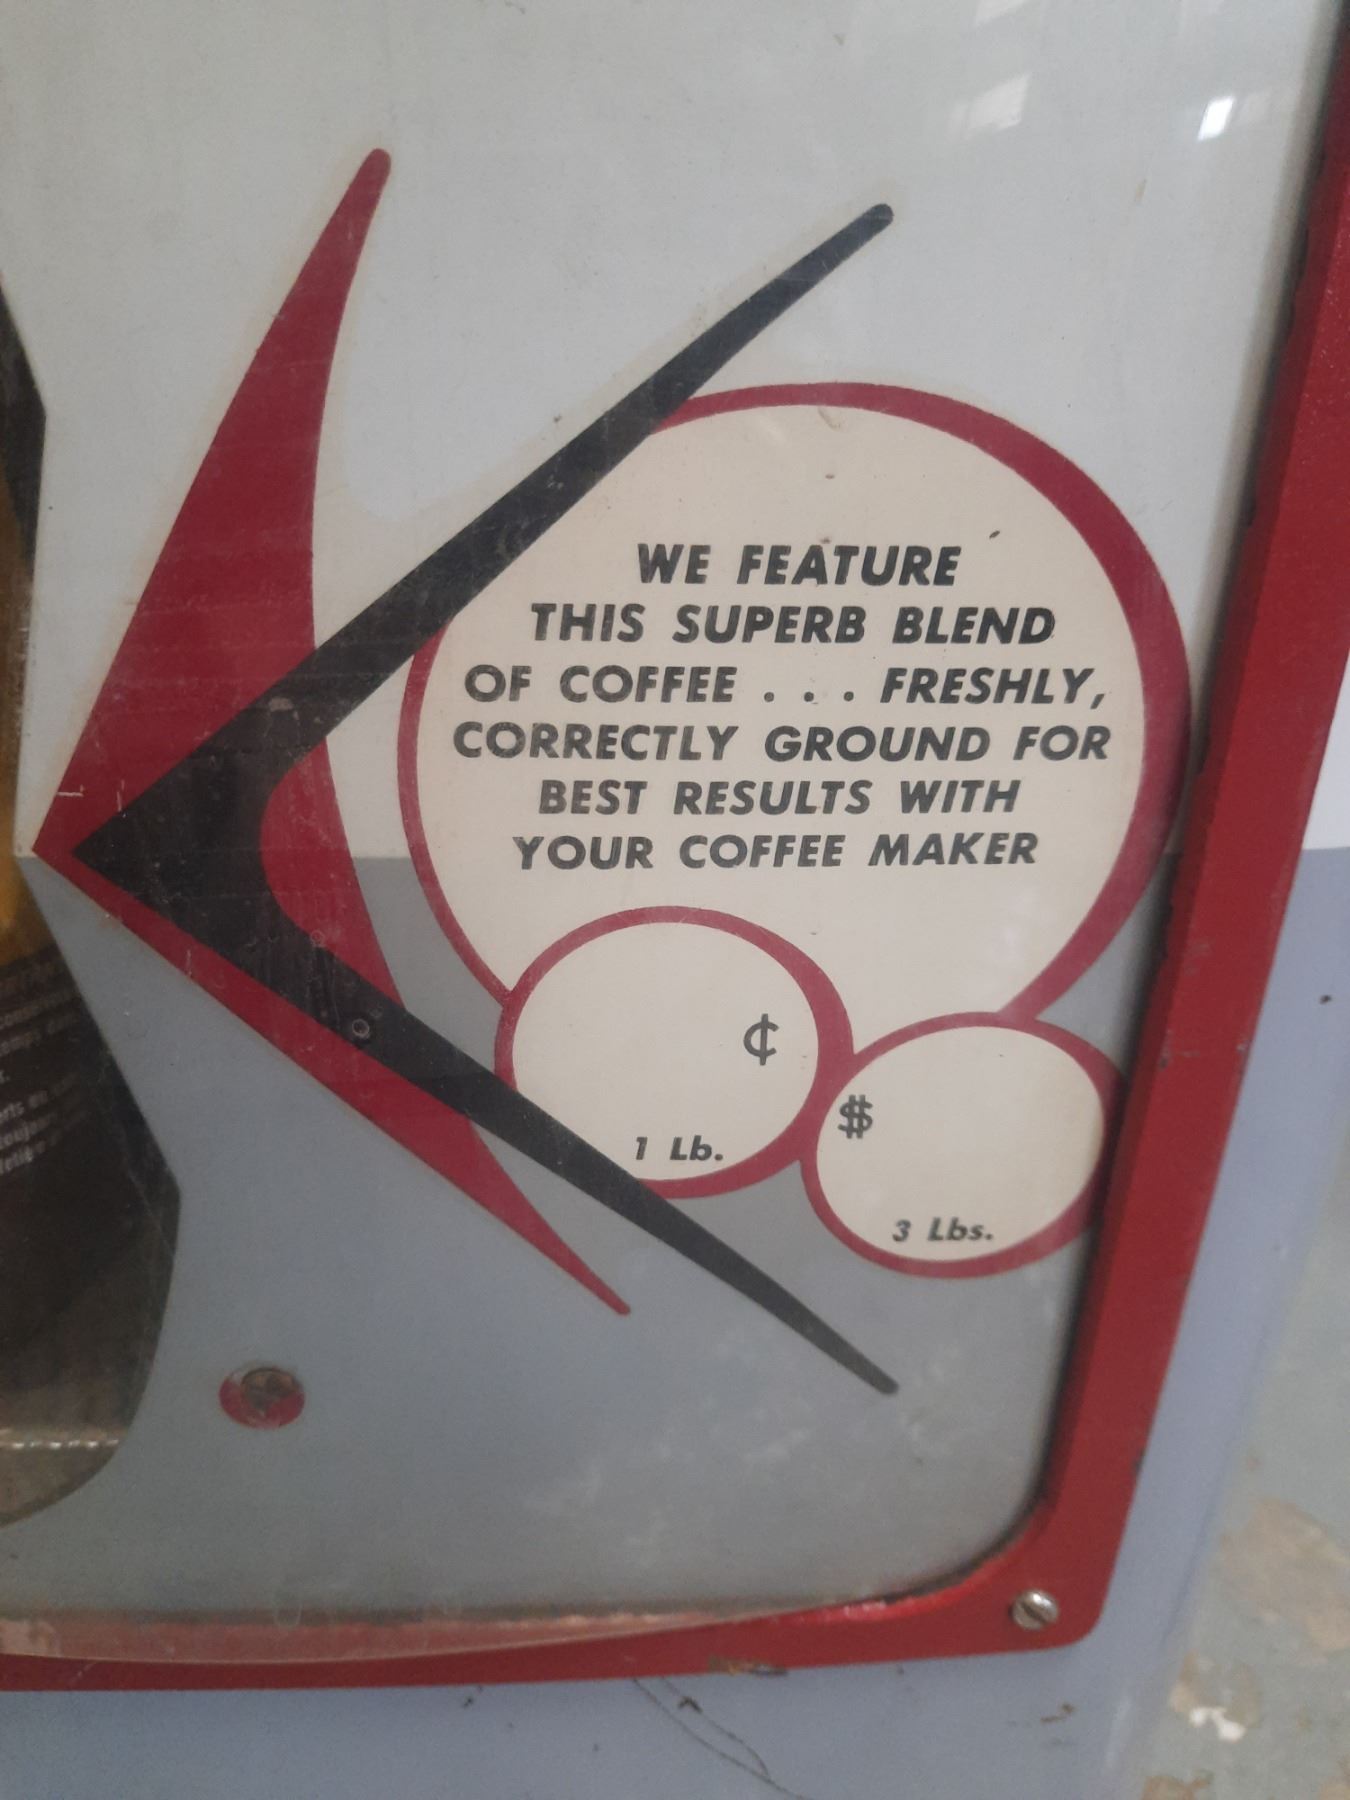 WE FEATURE
THIS SUPERB BLEND
OF COFFEE . . . FRESHLY,
CORRECTLY GROUND FOR
BEST RESULTS WITH
YOUR COFFEE MAKER
¢
1 Lb.
$
3 Lbs.